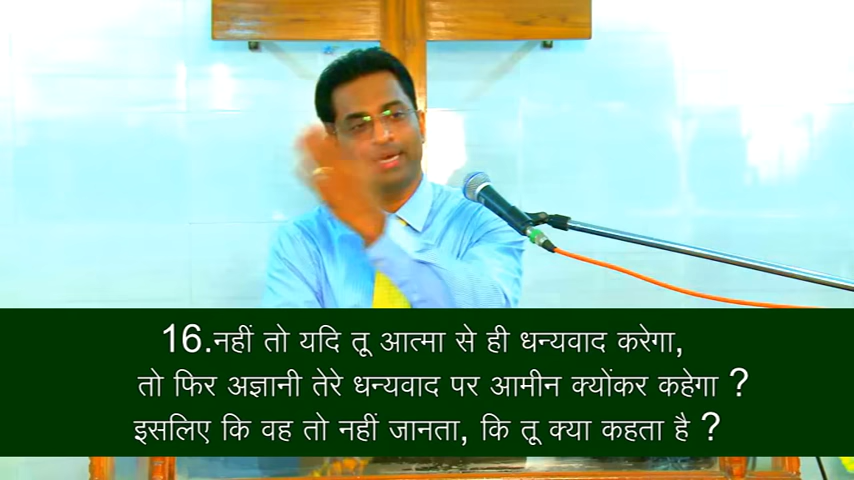 16.नहीं तो यदि तू आत्मा से ही धन्यवाद करेगा,
तो फिर अज्ञानी तेरे धन्यवाद पर आमीन क्योंकर कहेगा ?
इसलिए कि वह तो नहीं जानता, कि तू क्या कहता है ?